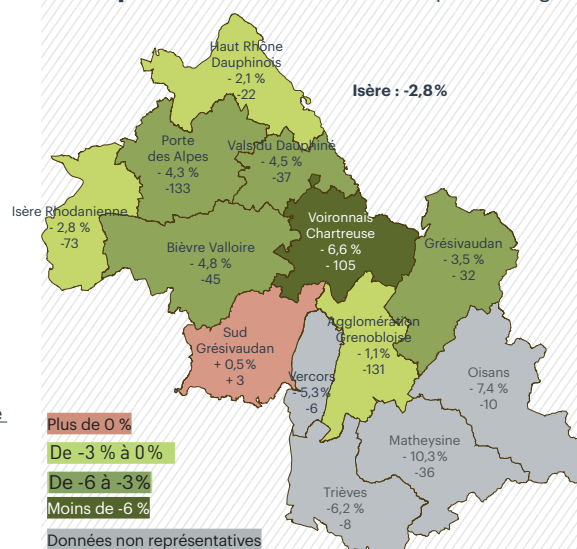 Haut Rhône
Dauphinois
- 2,1 %
-22
Isère : -2,8%
Porte
des Alpes
- 4,3 %
-133
Vals du Dauphiné
- 4,5 %
-37
Isère Rhodanienne
- 2,8 %
-73
Voironnais
Chartreuse
- 6,6 %
- 105
Bièvre Valloire
- 4,8 %
-45
Grésivaudan
- 3,5 %
- 32
Sud
Grésivaudan
+ 0,5%
+ 3
Agglomération
Grenobloise
- 1,1%
-131
Vercors
- 5,3%
-6
Oisans
- 7,4 %
-10
Matheysine
- 10,3%
-36
Trièves
-6,2 %
-8
Plus de 0 %
De -3 % à 0%
De -6 à -3%
Moins de -6 %
Données non représentatives